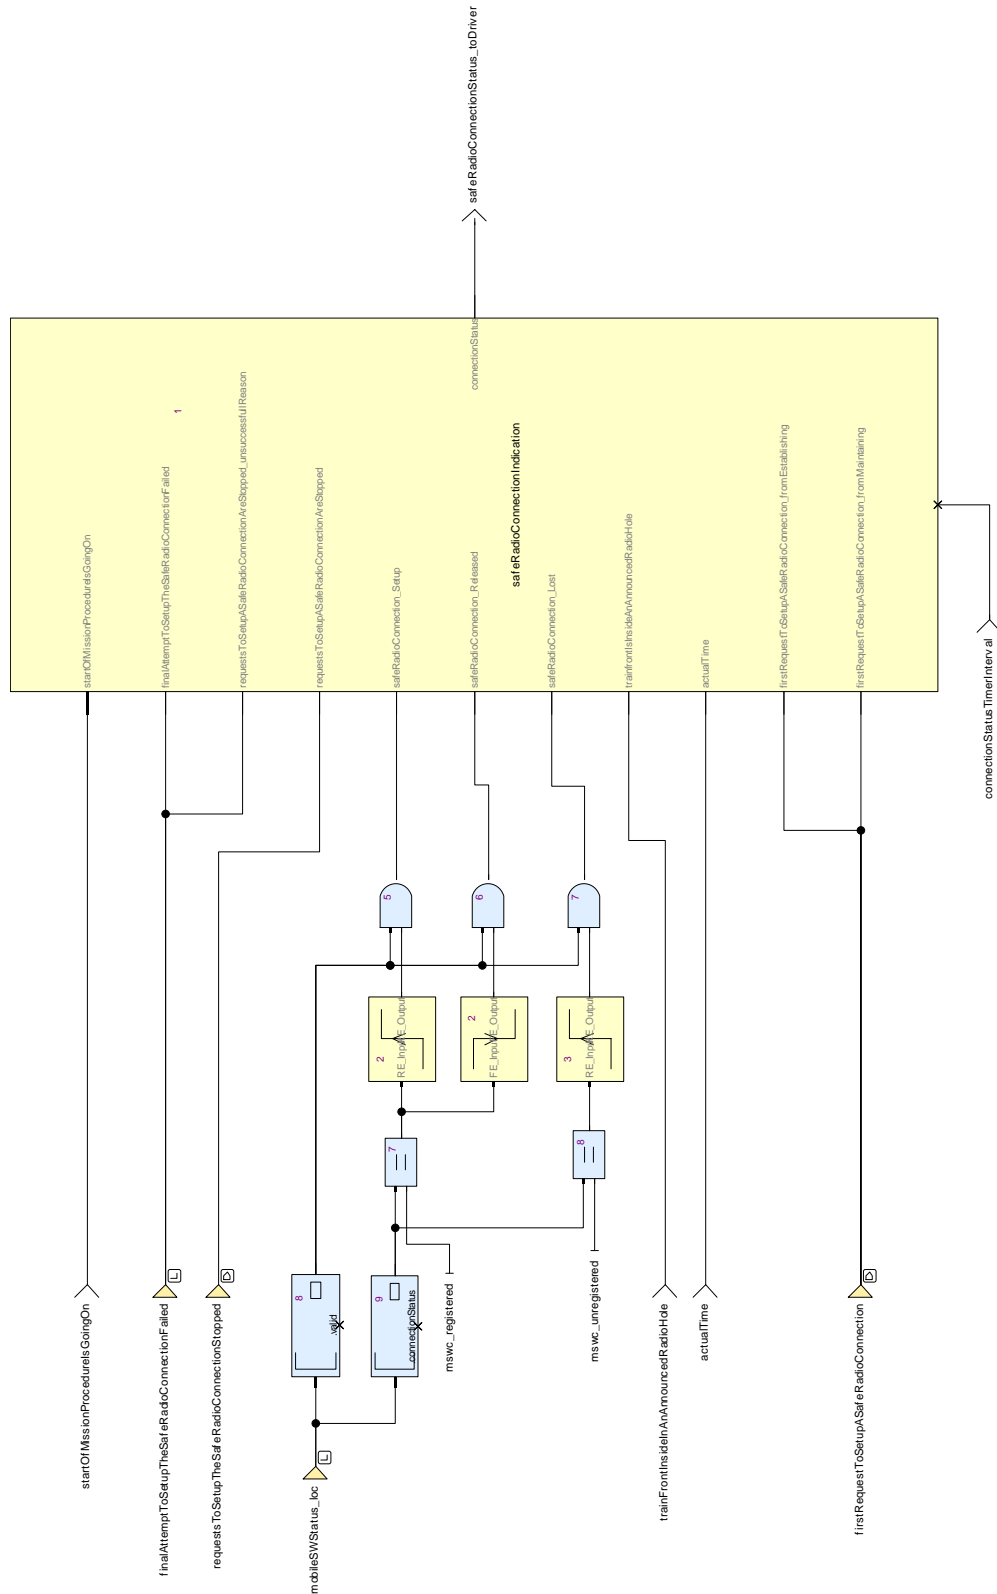 safeRadioConnectionStatus_toDriver
connectionStatus
1
safeRadioConnectionIndication
startOfMissionProcedureIsGoingOn
finalAttemptToSetupTheSafeRadioConnectionFailed
requestsToSetupASafeRadioConnectionAreStopped_unsuccessfulReason
requestsToSetupASafeRadioConnectionAreStopped
safeRadioConnection_Setup
safeRadioConnection_Released
safeRadioConnection_Lost
trainfrontIsInsideAnAnnouncedRadioHole
actualTime
firstRequestToSetupASafeRadioConnection_fromEstablishing
firstRequestToSetupASafeRadioConnection_fromMaintaining
connectionStatusTimerInterval
5
6
7
2
RE_Input
RE_Output
2
FE_Input
FE_Output
3
RE_Input
RE_Output
7
8
8
.valid
9
.connectionStatus
mswc_registered
mswc_unregistered
startOfMissionProcedureIsGoingOn
L
finalAttemptToSetupTheSafeRadioConnectionFailed
D
requestsToSetupTheSafeRadioConnectionStopped
L
mobileSWStatus_loc
trainFrontInsideInAnAnnouncedRadioHole
actualTime
D
firstRequestToSetupASafeRadioConnection